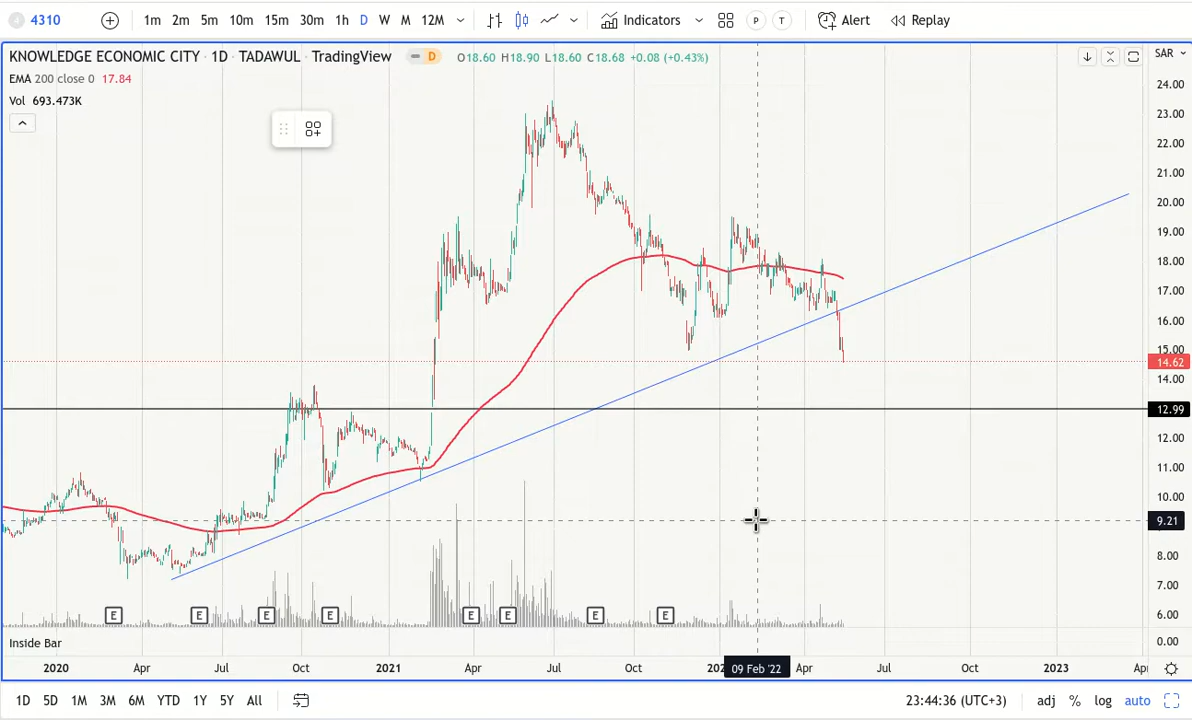 4310 1m 2m 5m 10m 15m 30m 1h D W M 12M Indicators P T Alert Replay
KNOWLEDGE ECONOMIC CITY · 1D · TADAWUL · TradingView D O18.60 H18.90 L18.60 C18.68 +0.08 (+0.43%) SAR
EMA 200 close 0 17.84
Vol 693.473K
24.00
23.00
22.00
21.00
20.00
19.00
18.00
17.00
16.00
15.00
14.62
14.00
12.99
12.00
11.00
10.00
9.21
8.00
7.00
6.00
E E E E E E E E
0.00
Inside Bar
2020 Apr Jul Oct 2021 Apr Jul Oct 202 09 Feb '22 Apr Jul Oct 2023 Ap
1D 5D 1M 3M 6M YTD 1Y 5Y All 23:44:36 (UTC+3) adj % log auto